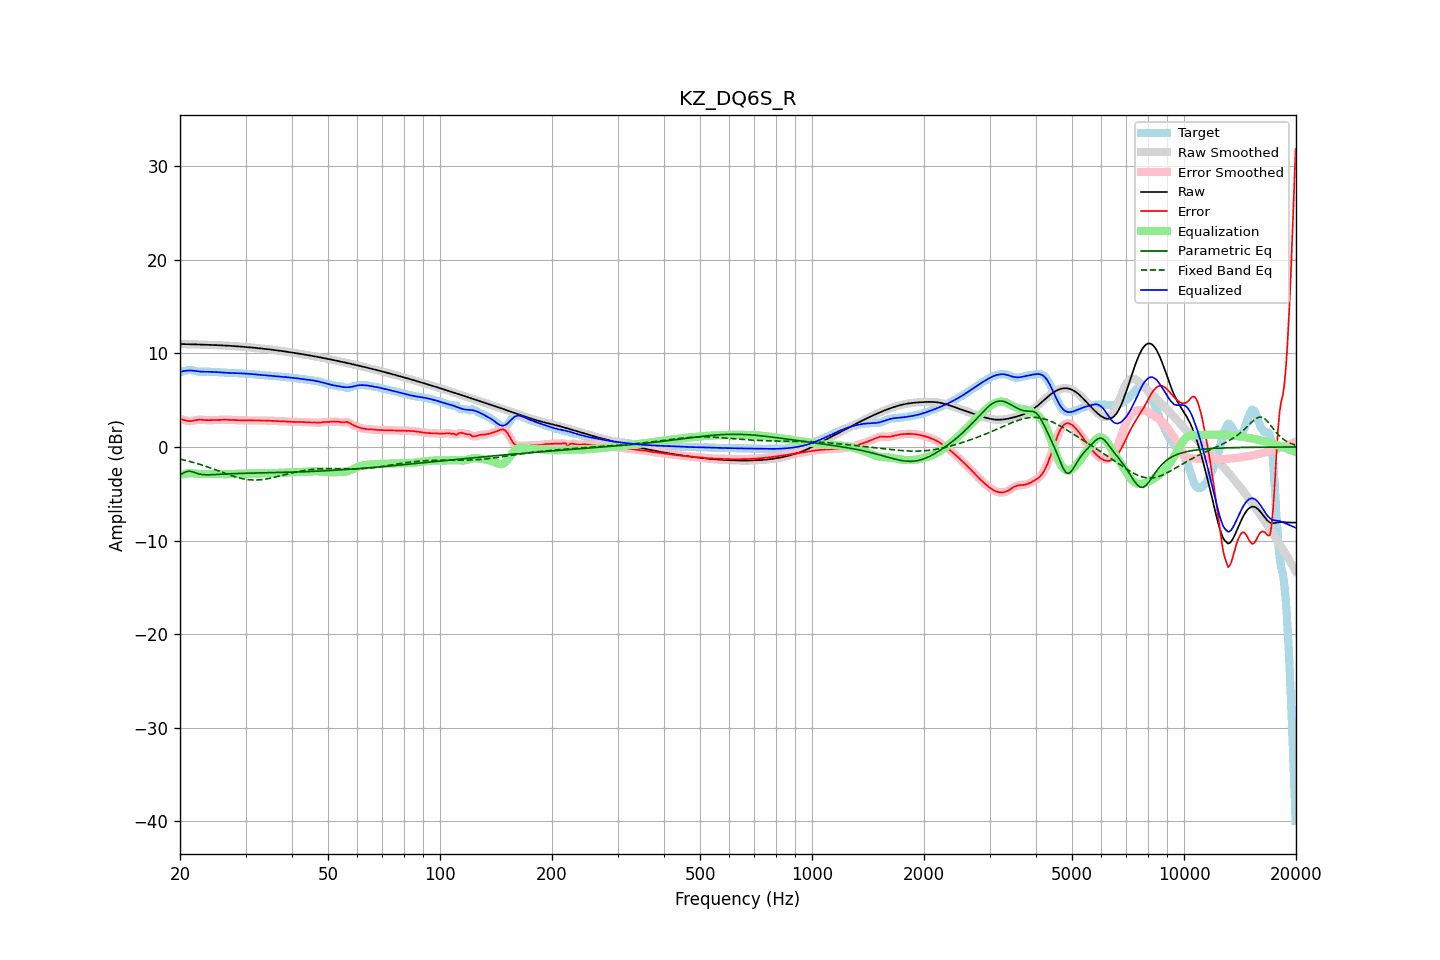 KZ_DQ6S_R
Target
Raw Smoothed
Error Smoothed
Raw
Error
Equalization
Parametric Eq
Fixed Band Eq
Equalized
30
20
10
0
−10
−20
−30
−40
Amplitude (dBr)
20 50 100 200 500 1000 2000 5000 10000 20000
Frequency (Hz)